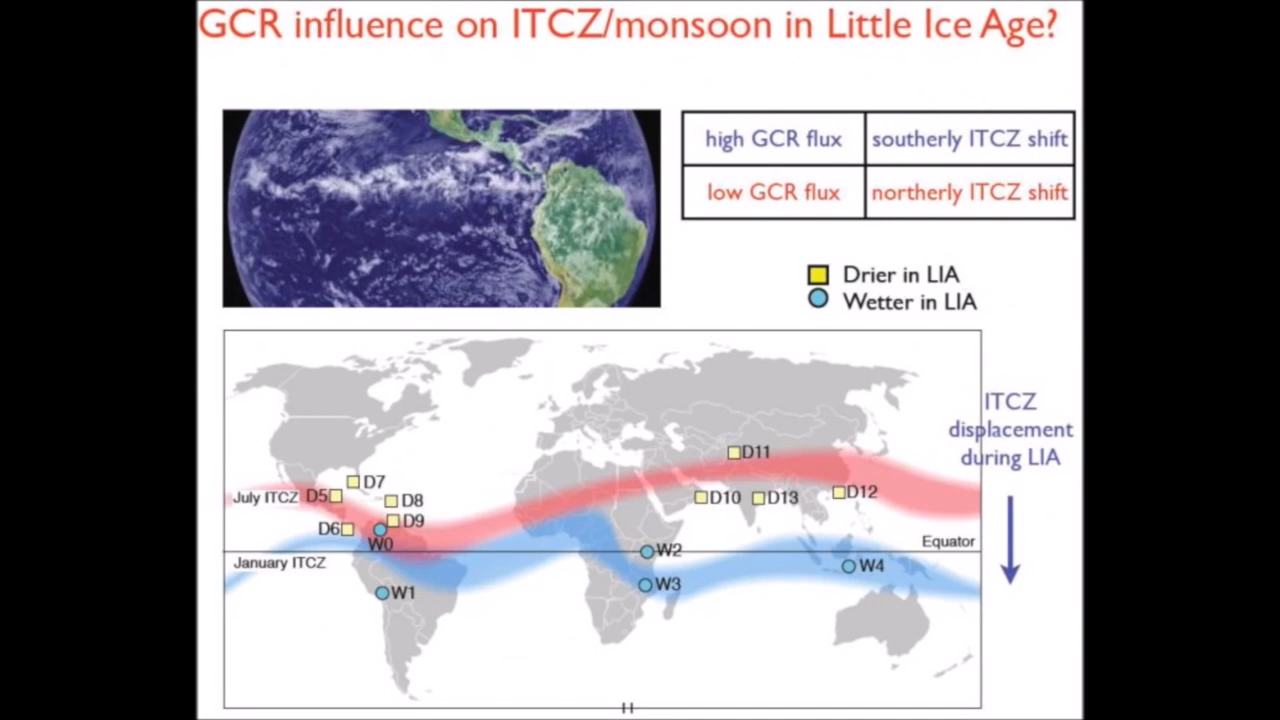 GCR influence on ITCZ/monsoon in Little Ice Age?
high GCR flux southerly ITCZ shift
low GCR flux northerly ITCZ shift
Drier in LIA
Wetter in LIA
ITCZ
displacement
during LIA
D11
D7
July ITCZ D5
D8
D10
D13
D12
D9
D6
W0
Equator
W2
January ITCZ
W4
W3
W1
11